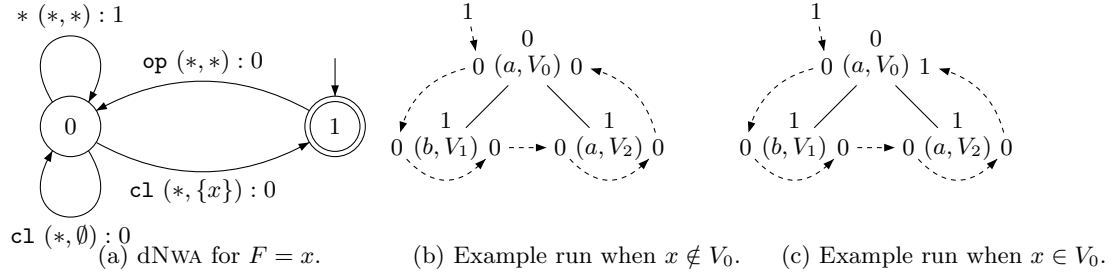 * (*, *) : 1
op (*, *) : 0
0
1
cl (*, {x}) : 0
cl (*, ∅) : 0
(a) dNWA for F = x.
1
0
0 (a, V₀) 0
1
1
0 (b, V₁) 0
0 (a, V₂) 0
(b) Example run when x ∉ V₀.
1
0
0 (a, V₀) 1
1
1
0 (b, V₁) 0
0 (a, V₂) 0
(c) Example run when x ∈ V₀.